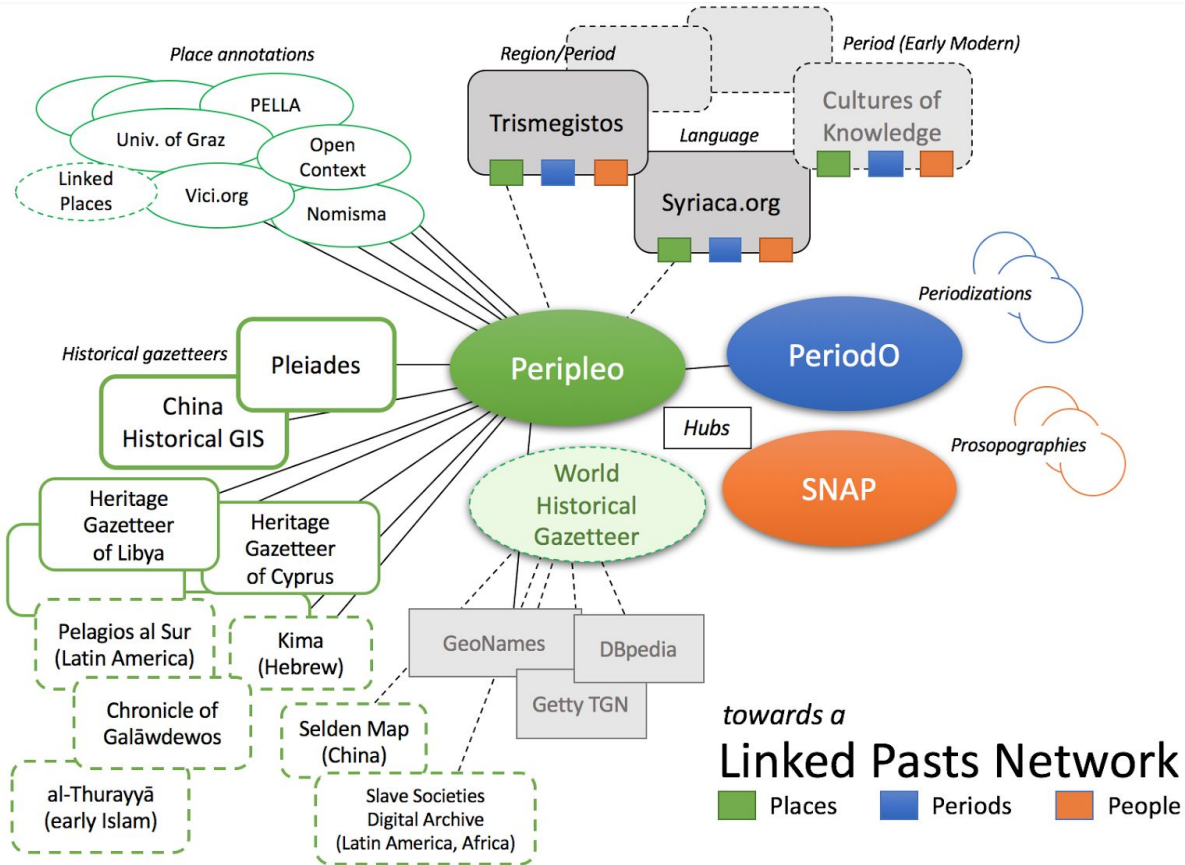 Place annotations
PELLA
Univ. of Graz
Open
Context
Linked
Places
Vici.org
Nomisma
Region/Period
Trismegistos
Language
Syriaca.org
Period (Early Modern)
Cultures of
Knowledge
Periodizations
Historical gazetteers
Pleiades
China
Historical GIS
Peripleo
PeriodO
Hubs
Prosopographies
SNAP
World
Historical
Gazetteer
Heritage
Gazetteer
of Libya
Heritage
Gazetteer
of Cyprus
Pelagios al Sur
(Latin America)
Kima
(Hebrew)
GeoNames
DBpedia
Getty TGN
Chronicle of
Galāwdewos
Selden Map
(China)
al-Thurayyā
(early Islam)
Slave Societies
Digital Archive
(Latin America, Africa)
towards a
Linked Pasts Network
Places
Periods
People